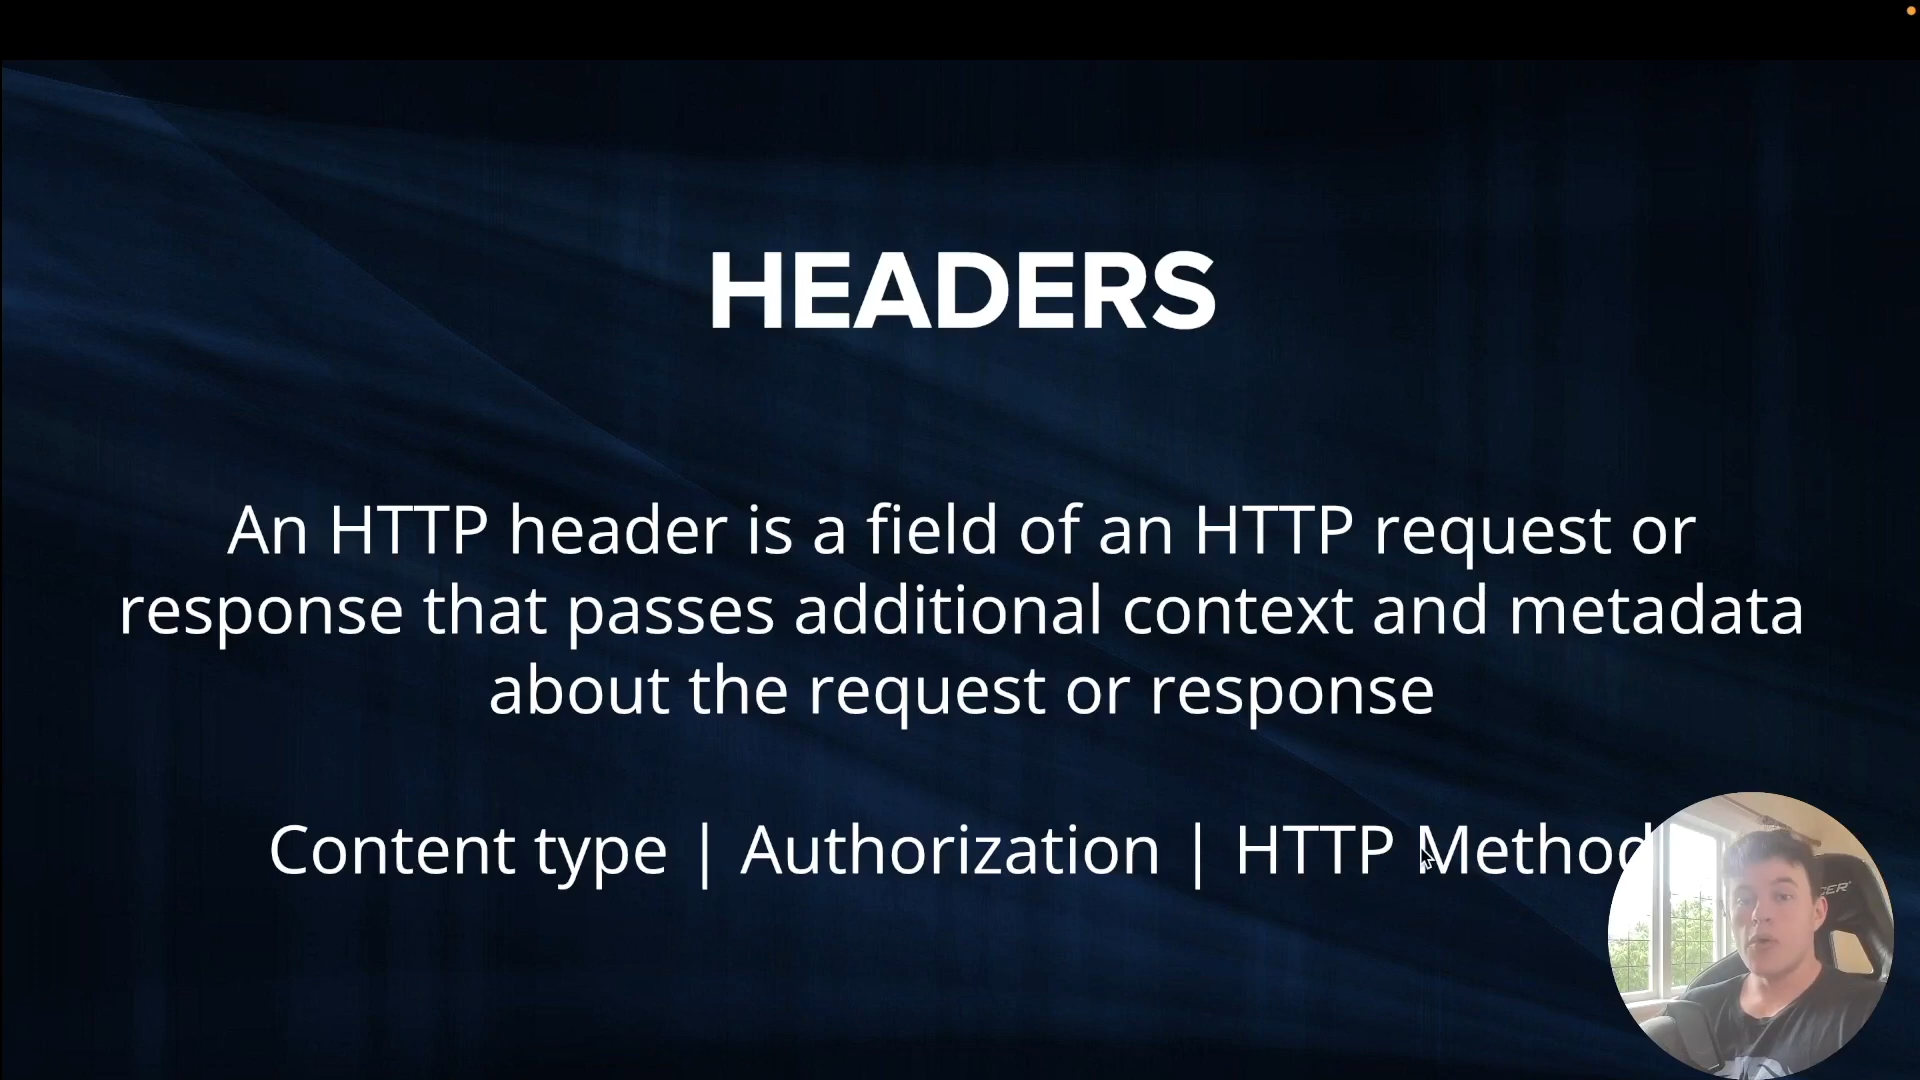 HEADERS
An HTTP header is a field of an HTTP request or
response that passes additional context and metadata
about the request or response
Content type | Authorization | HTTP Method